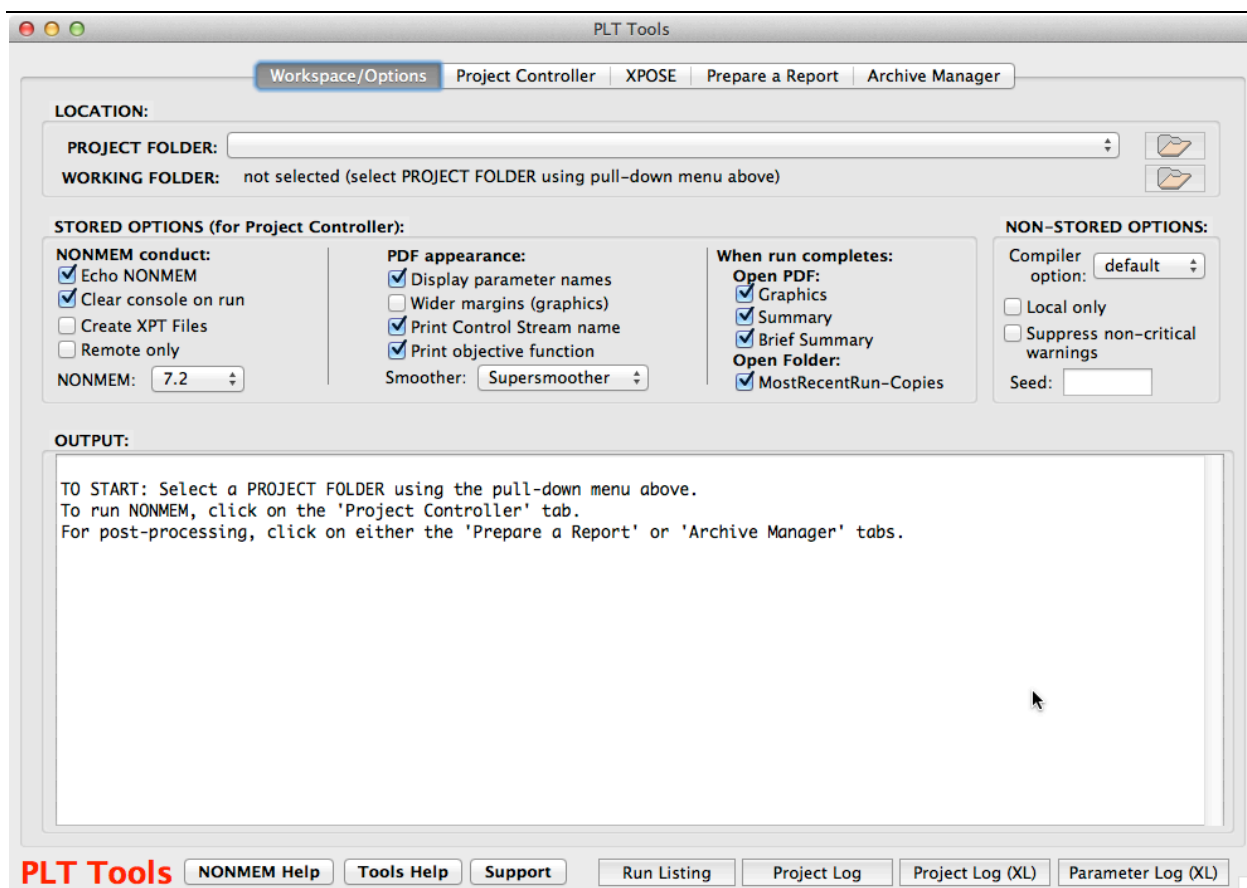 PLT Tools
Workspace/Options Project Controller XPOSE Prepare a Report Archive Manager
LOCATION:
PROJECT FOLDER:
WORKING FOLDER: not selected (select PROJECT FOLDER using pull-down menu above)
STORED OPTIONS (for Project Controller):
NONMEM conduct:
Echo NONMEM
Clear console on run
Create XPT Files
Remote only
NONMEM: 7.2
PDF appearance:
Display parameter names
Wider margins (graphics)
Print Control Stream name
Print objective function
Smoother: Supersmoother
When run completes:
Open PDF:
Graphics
Summary
Brief Summary
Open Folder:
MostRecentRun-Copies
NON-STORED OPTIONS:
Compiler
option: default
Local only
Suppress non-critical
warnings
Seed:
OUTPUT:
TO START: Select a PROJECT FOLDER using the pull-down menu above.
To run NONMEM, click on the 'Project Controller' tab.
For post-processing, click on either the 'Prepare a Report' or 'Archive Manager' tabs.
PLT Tools NONMEM Help Tools Help Support Run Listing Project Log Project Log (XL) Parameter Log (XL)